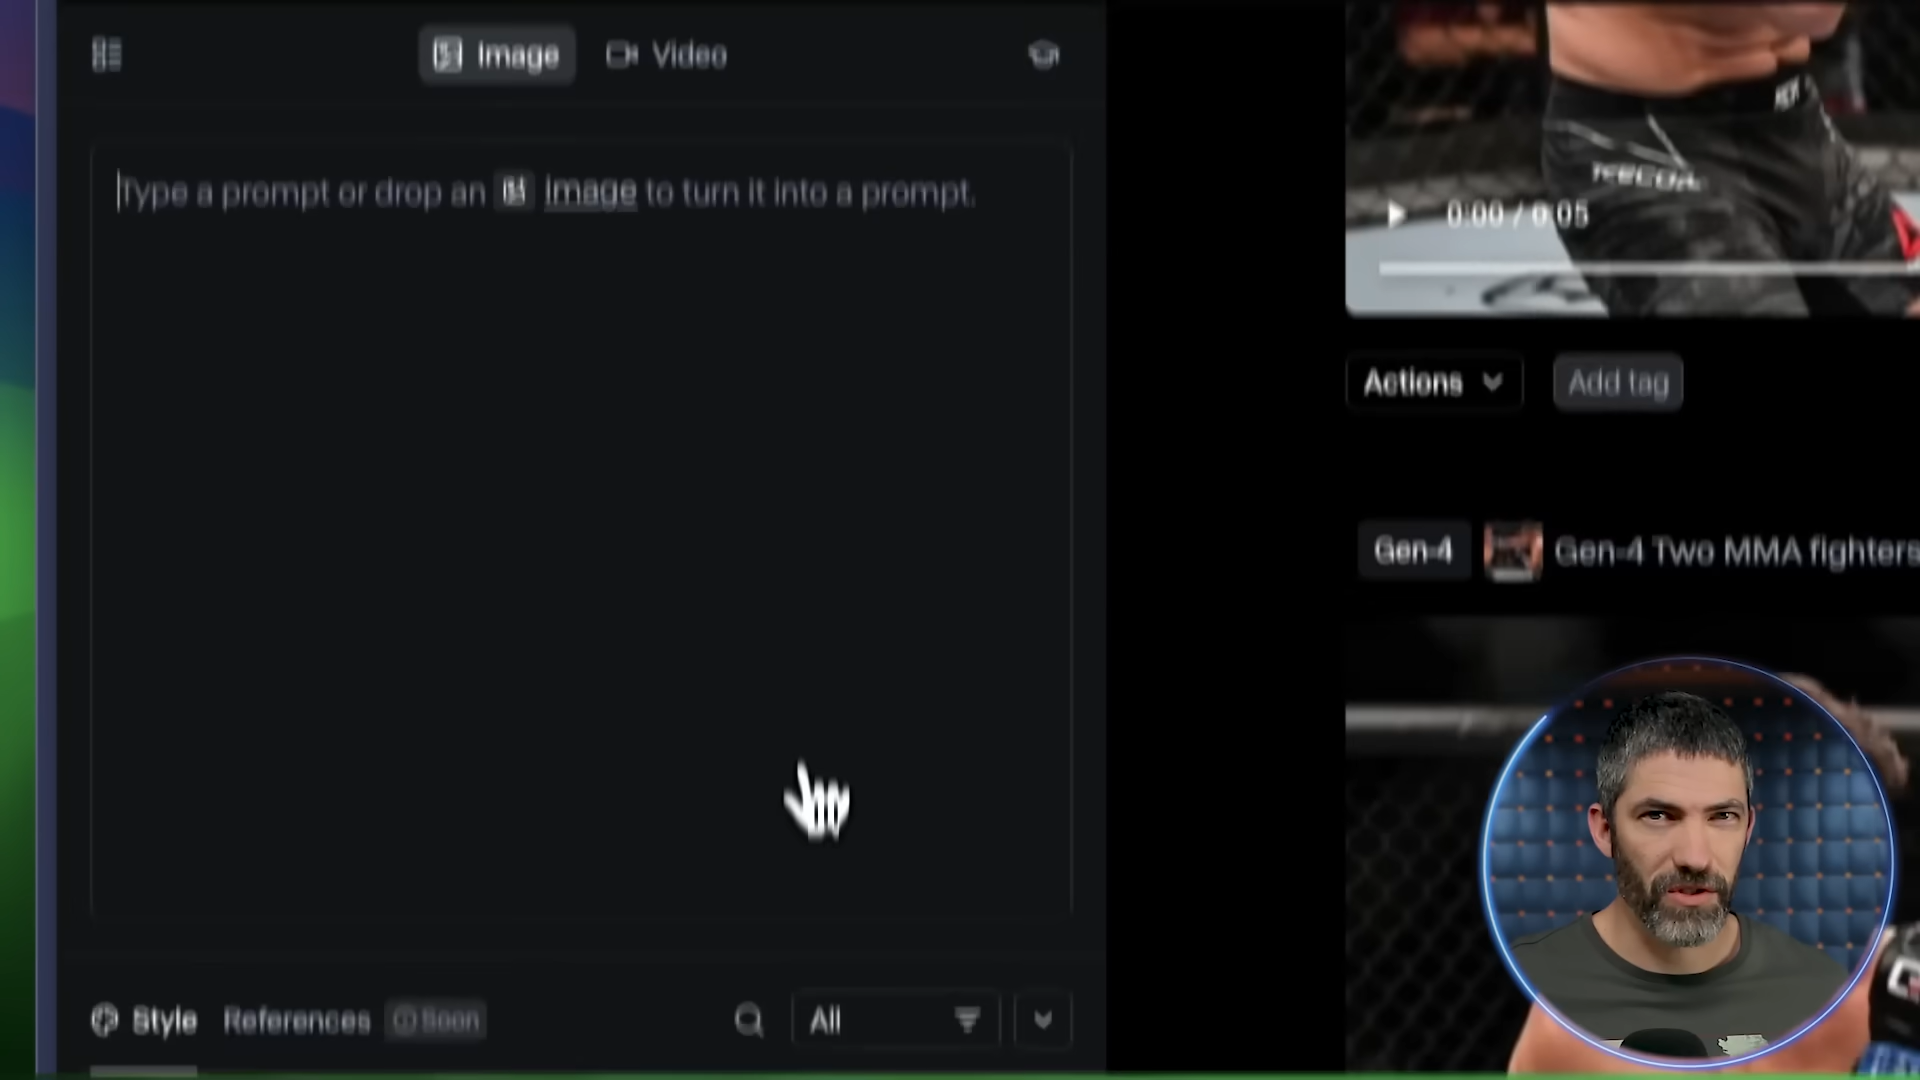 Image Video
Type a prompt or drop an Image to turn it into a prompt.
0:00 / 0:05
Actions Add tag
Gen-4 Gen-4 Two MMA fighters
Style References Soon All